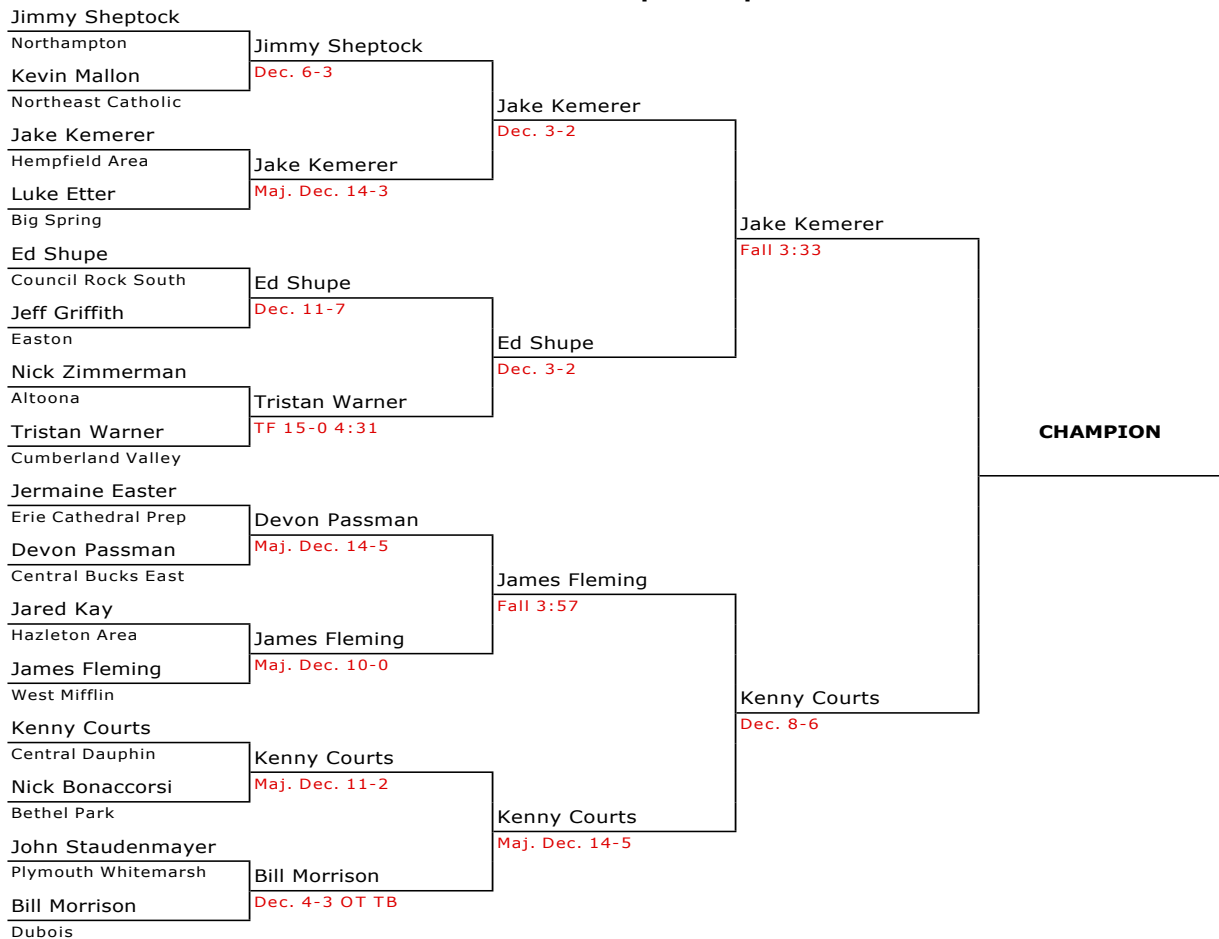 Jimmy Sheptock
Northampton
Jimmy Sheptock
Dec. 6-3
Kevin Mallon
Northeast Catholic
Jake Kemerer
Dec. 3-2
Jake Kemerer
Hempfield Area
Jake Kemerer
Maj. Dec. 14-3
Luke Etter
Big Spring
Jake Kemerer
Fall 3:33
Ed Shupe
Council Rock South
Ed Shupe
Dec. 11-7
Jeff Griffith
Easton
Ed Shupe
Dec. 3-2
Nick Zimmerman
Altoona
Tristan Warner
TF 15-0 4:31
Tristan Warner
Cumberland Valley
CHAMPION
Jermaine Easter
Erie Cathedral Prep
Devon Passman
Maj. Dec. 14-5
Devon Passman
Central Bucks East
James Fleming
Fall 3:57
Jared Kay
Hazleton Area
James Fleming
Maj. Dec. 10-0
James Fleming
West Mifflin
Kenny Courts
Dec. 8-6
Kenny Courts
Central Dauphin
Kenny Courts
Maj. Dec. 11-2
Nick Bonaccorsi
Bethel Park
Kenny Courts
Maj. Dec. 14-5
John Staudenmayer
Plymouth Whitemarsh
Bill Morrison
Dec. 4-3 OT TB
Bill Morrison
Dubois